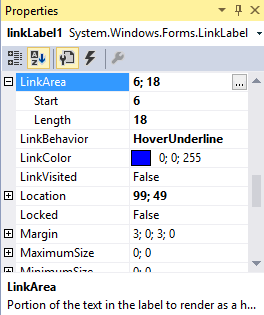 Properties
linkLabel1 System.Windows.Forms.LinkLabel
LinkArea 6; 18
Start 6
Length 18
LinkBehavior HoverUnderline
LinkColor 0; 0; 255
LinkVisited False
Location 99; 49
Locked False
Margin 3; 0; 3; 0
MaximumSize 0; 0
MinimumSize 0; 0
LinkArea
Portion of the text in the label to render as a h...